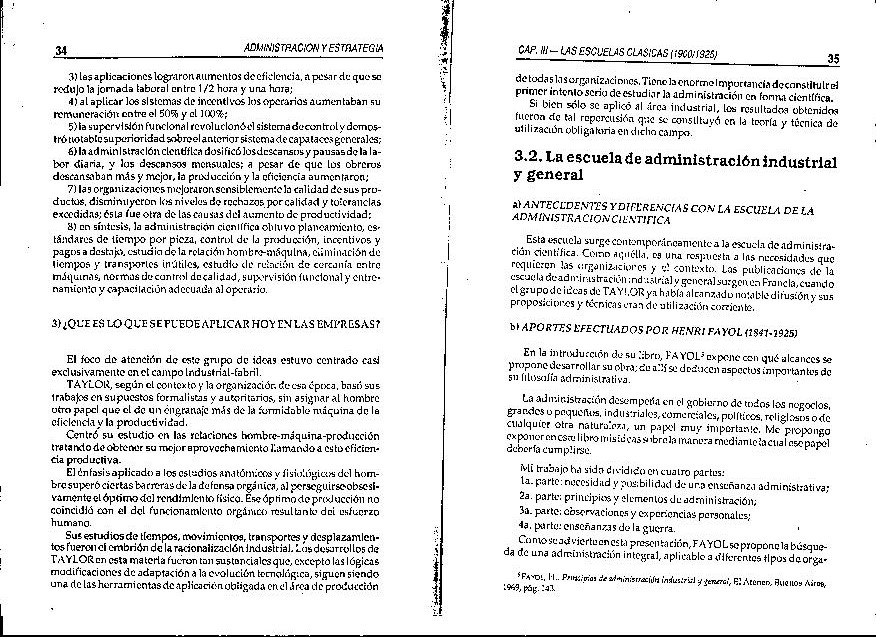 34
ADMINISTRACION Y ESTRATEGIA
3) las aplicaciones lograron aumentos de eficiencia, a pesar de que se
redujo la jornada laboral entre 1/2 hora y una hora;
4) al aplicar los sistemas de incentivos los operarios aumentaban su
remuneración entre el 50% y el 100%;
5) la supervisión funcional revolucionó el sistema de control y demos-
tró notable superioridad sobre el anterior sistema de capataces generales;
6) la administración científica dosificó los descansos y pausas de la la-
bor diaria, y los descansos mensuales; a pesar de que los obreros
descansaban más y mejor, la producción y la eficiencia aumentaron;
7) las organizaciones mejoraron sensiblemente la calidad de sus pro-
ductos, disminuyeron los niveles de rechazos por calidad y tolerancias
excedidas; ésta fue otra de las causas del aumento de productividad;
8) en síntesis, la administración científica obtuvo planeamiento, es-
tándares de tiempo por pieza, control de la producción, incentivos y
pagos a destajo, estudio de la relación hombre-máquina, eliminación de
tiempos y transportes inútiles, estudio de relación de cercanía entre
máquinas, normas de control de calidad, supervisión funcional y entre-
namiento y capacitación adecuada al operario.
3) ¿QUE ES LO QUE SE PUEDE APLICAR HOY EN LAS EMPRESAS?
El foco de atención de este grupo de ideas estuvo centrado casi
exclusivamente en el campo industrial-fabril.
TAYLOR, según el contexto y la organización de esa época, basó sus
trabajos en supuestos formalistas y autoritarios, sin asignar al hombre
otro papel que el de un engranaje más de la formidable máquina de la
eficiencia y la productividad.
Centró su estudio en las relaciones hombre-máquina-producción
tratando de obtener su mejor aprovechamiento llamando a esto eficien-
cia productiva.
El énfasis aplicado a los estudios anatómicos y fisiológicos del hom-
bre superó ciertas barreras de la defensa orgánica, al perseguirse obsesi-
vamente el óptimo del rendimiento físico. Ese óptimo de producción no
coincidió con el del funcionamiento orgánico resultante del esfuerzo
humano.
Sus estudios de tiempos, movimientos, transportes y desplazamien-
tos fueron el embrión de la racionalización industrial. Los desarrollos de
TAYLOR en esta materia fueron tan sustanciales que, excepto las lógicas
modificaciones de adaptación a la evolución tecnológica, siguen siendo
una de las herramientas de aplicación obligada en el área de producción
CAP. III — LAS ESCUELAS CLASICAS (1900/1925)
35
de todas las organizaciones. Tiene la enorme importancia de constituir el
primer intento serio de estudiar la administración en forma científica.
Si bien sólo se aplicó al área industrial, los resultados obtenidos
fueron de tal repercusión que se constituyó en la teoría y técnica de
utilización obligatoria en dicho campo.
3.2. La escuela de administración industrial
y general
a) ANTECEDENTES Y DIFERENCIAS CON LA ESCUELA DE LA
ADMINISTRACION CIENTIFICA
Esta escuela surge contemporáneamente a la escuela de administra-
ción científica. Como aquélla, es una respuesta a las necesidades que
requieren las organizaciones y el contexto. Las publicaciones de la
escuela de administración industrial y general surgen en Francia, cuando
el grupo de ideas de TAYLOR ya había alcanzado notable difusión y sus
proposiciones y técnicas eran de utilización corriente.
b) APORTES EFECTUADOS POR HENRI FAYOL (1841-1925)
En la introducción de su libro, FAYOL⁵ expone con qué alcances se
propone desarrollar su obra; de allí se deducen aspectos importantes de
su filosofía administrativa.
La administración desempeña en el gobierno de todos los negocios,
grandes o pequeños, industriales, comerciales, políticos, religiosos o de
cualquier otra naturaleza, un papel muy importante. Me propongo
exponer en este libro mis ideas sobre la manera mediante la cual ese papel
debería cumplirse.
Mi trabajo ha sido dividido en cuatro partes:
1a. parte: necesidad y posibilidad de una enseñanza administrativa;
2a. parte: principios y elementos de administración;
3a. parte: observaciones y experiencias personales;
4a. parte: enseñanzas de la guerra.
Como se advierte en esta presentación, FAYOL se propone la búsque-
da de una administración integral, aplicable a diferentes tipos de orga-
⁵ FAYOL, H., Principios de administración industrial y general, El Ateneo, Buenos Aires,
1969, pág. 143.